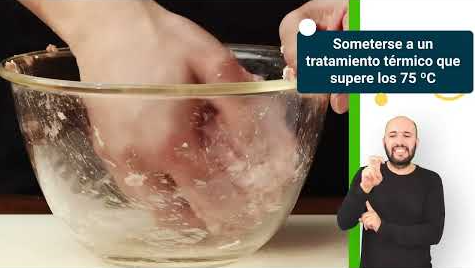 Someterse a un
tratamiento térmico que
supere los 75 ºC